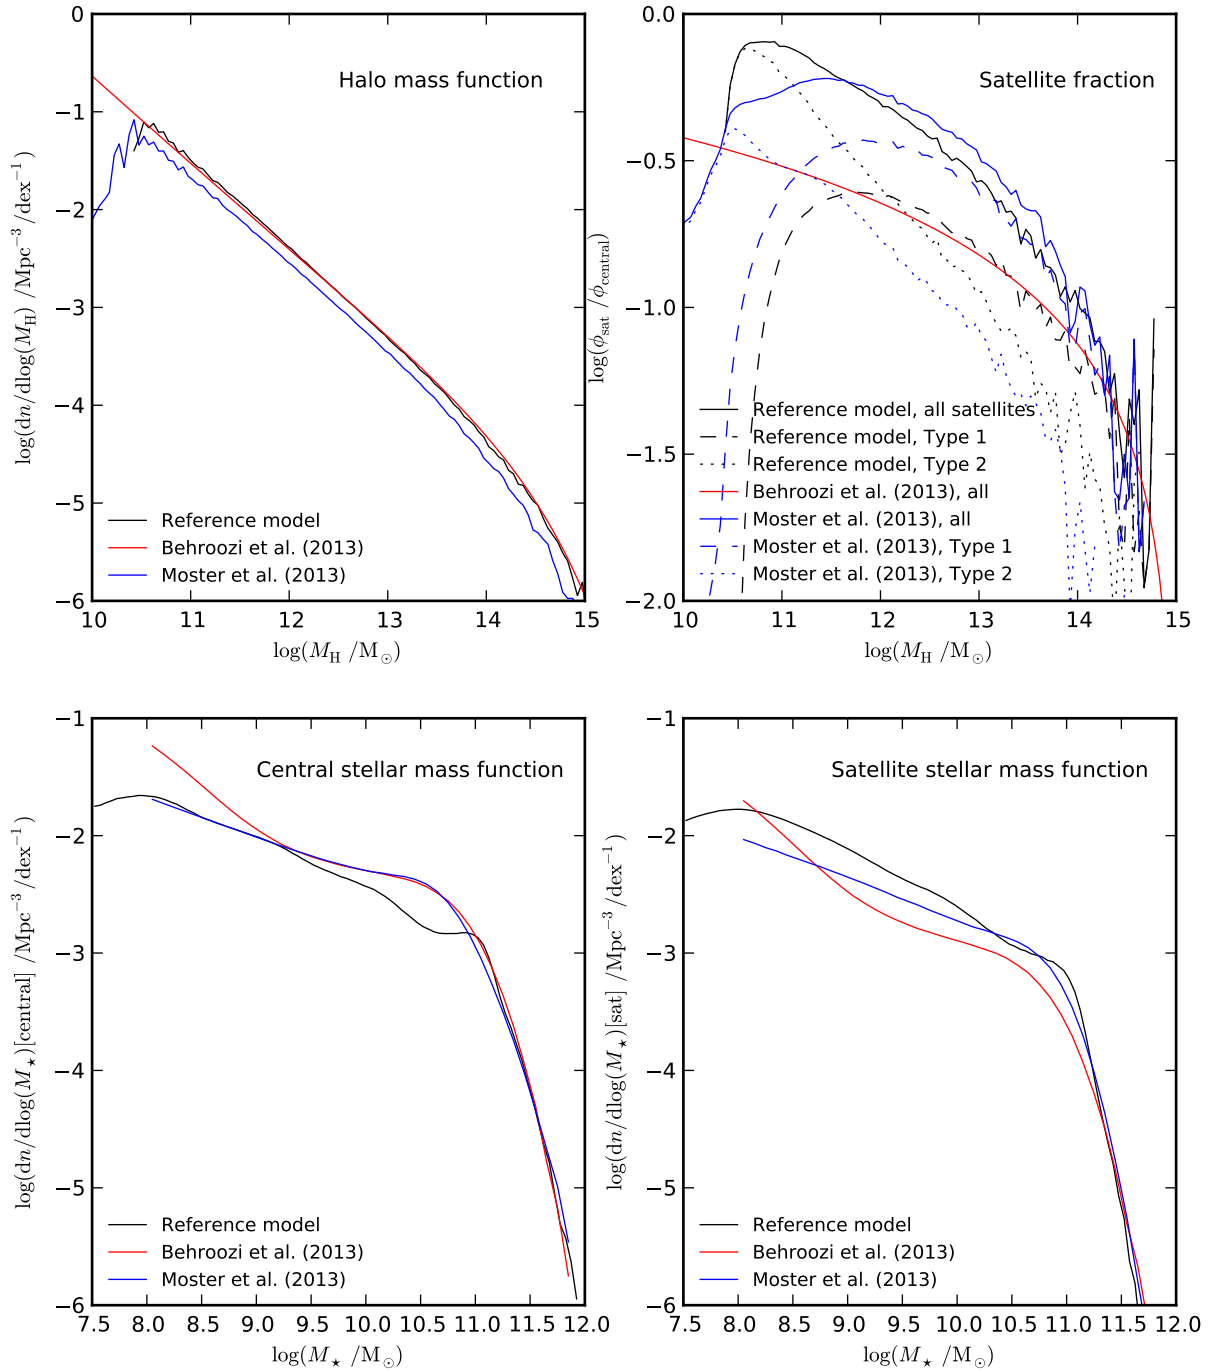 Halo mass function
0
−1
−2
−3
−4
−5
−6
log(dn/dlog(M_H) /Mpc^{−3}/dex^{−1})
Reference model
Behroozi et al. (2013)
Moster et al. (2013)
10 11 12 13 14 15
log(M_H /M_⊙)
Satellite fraction
0.0
−0.5
−1.0
−1.5
−2.0
log(ϕ_sat /ϕ_central)
Reference model, all satellites
Reference model, Type 1
Reference model, Type 2
Behroozi et al. (2013), all
Moster et al. (2013), all
Moster et al. (2013), Type 1
Moster et al. (2013), Type 2
10 11 12 13 14 15
log(M_H /M_⊙)
Central stellar mass function
−1
−2
−3
−4
−5
−6
log(dn/dlog(M_⋆)[central] /Mpc^{−3}/dex^{−1})
Reference model
Behroozi et al. (2013)
Moster et al. (2013)
7.5 8.0 8.5 9.0 9.5 10.0 10.5 11.0 11.5 12.0
log(M_⋆ /M_⊙)
Satellite stellar mass function
−1
−2
−3
−4
−5
−6
log(dn/dlog(M_⋆)[sat] /Mpc^{−3}/dex^{−1})
Reference model
Behroozi et al. (2013)
Moster et al. (2013)
7.5 8.0 8.5 9.0 9.5 10.0 10.5 11.0 11.5 12.0
log(M_⋆ /M_⊙)